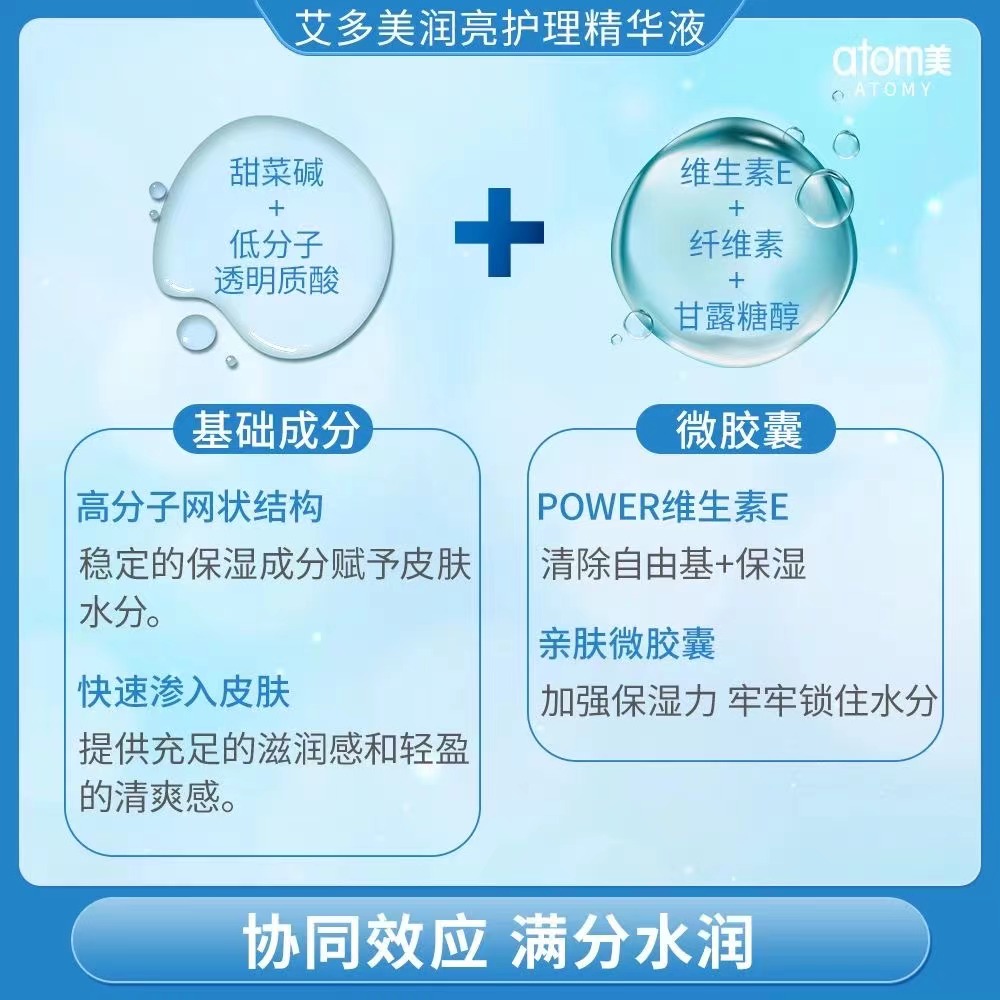 艾多美润亮护理精华液
atom美
ATOMY
甜菜碱
+
低分子
透明质酸
维生素E
+
纤维素
+
甘露糖醇
基础成分
高分子网状结构
稳定的保湿成分赋予皮肤
水分。
快速渗入皮肤
提供充足的滋润感和轻盈
的清爽感。
微胶囊
POWER维生素E
清除自由基+保湿
亲肤微胶囊
加强保湿力 牢牢锁住水分
协同效应 满分水润